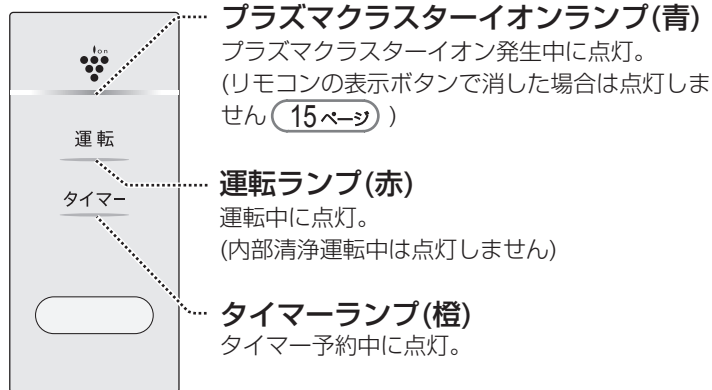 プラズマクラスターイオンランプ(青)
プラズマクラスターイオン発生中に点灯。
(リモコンの表示ボタンで消した場合は点灯しま
せん 15ページ )
ion
運転
運転ランプ(赤)
運転中に点灯。
(内部清浄運転中は点灯しません)
タイマー
タイマーランプ(橙)
タイマー予約中に点灯。